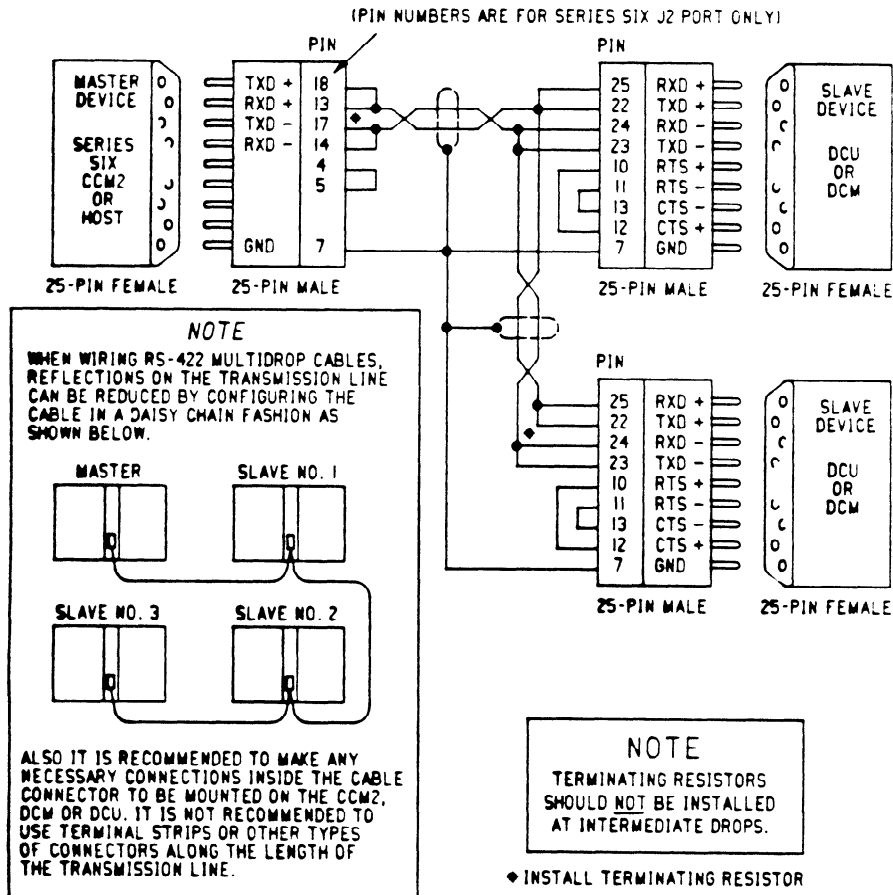 (PIN NUMBERS ARE FOR SERIES SIX J2 PORT ONLY)
PIN
MASTER
DEVICE
SERIES
SIX
CCM2
OR
HOST
TXD + 18
RXD + 13
TXD - 17
RXD - 14
4
5
GND 7
25-PIN FEMALE
25-PIN MALE
PIN
25 RXD +
22 TXD +
24 RXD -
23 TXD -
10 RTS +
11 RTS -
13 CTS -
12 CTS +
7 GND
SLAVE
DEVICE
DCU
OR
DCM
25-PIN MALE
25-PIN FEMALE
NOTE
WHEN WIRING RS-422 MULTIDROP CABLES,
REFLECTIONS ON THE TRANSMISSION LINE
CAN BE REDUCED BY CONFIGURING THE
CABLE IN A DAISY CHAIN FASHION AS
SHOWN BELOW.
MASTER
SLAVE NO. 1
SLAVE NO. 3
SLAVE NO. 2
ALSO IT IS RECOMMENDED TO MAKE ANY
NECESSARY CONNECTIONS INSIDE THE CABLE
CONNECTOR TO BE MOUNTED ON THE CCM2,
DCM OR DCU. IT IS NOT RECOMMENDED TO
USE TERMINAL STRIPS OR OTHER TYPES
OF CONNECTORS ALONG THE LENGTH OF
THE TRANSMISSION LINE.
PIN
25 RXD +
22 TXD +
24 RXD -
23 TXD -
10 RTS +
11 RTS -
13 CTS -
12 CTS +
7 GND
SLAVE
DEVICE
DCU
OR
DCM
25-PIN MALE
25-PIN FEMALE
NOTE
TERMINATING RESISTORS
SHOULD NOT BE INSTALLED
AT INTERMEDIATE DROPS.
◆ INSTALL TERMINATING RESISTOR